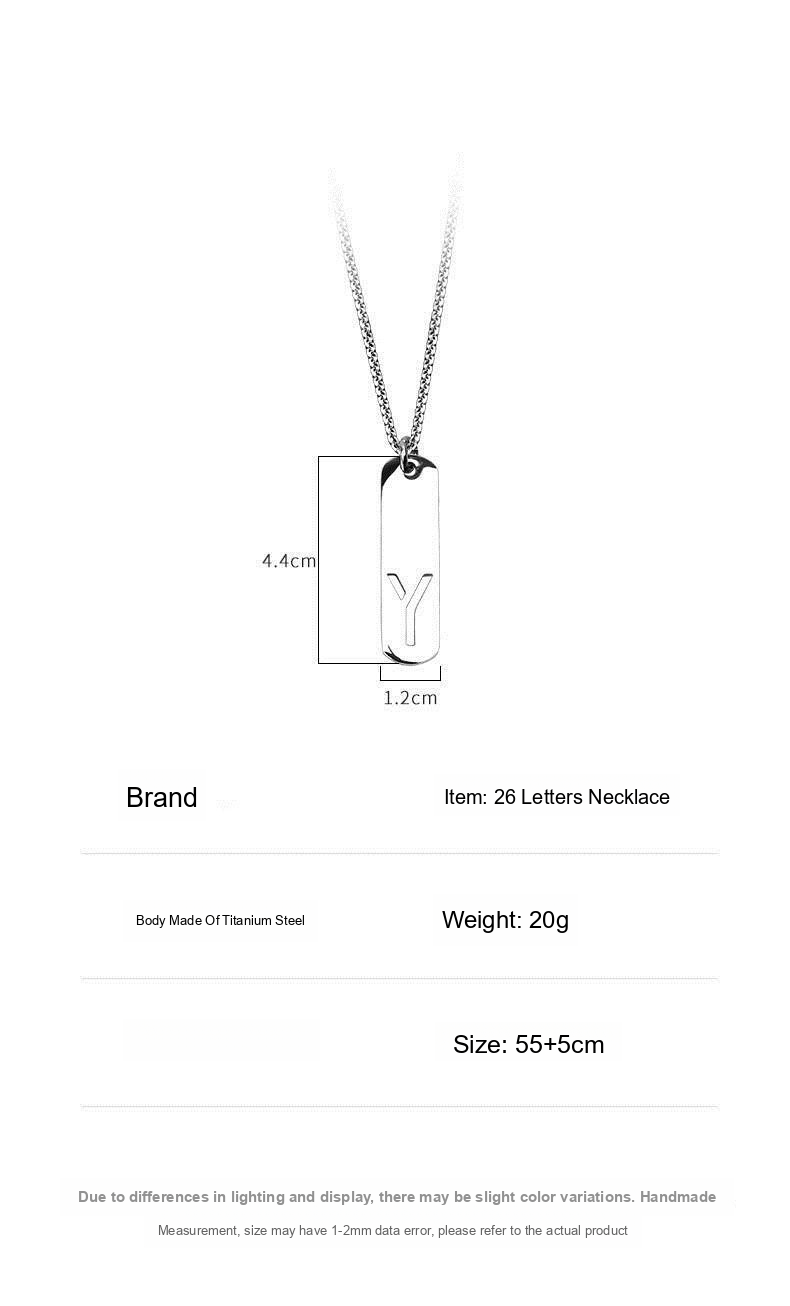 4.4cm
Y
1.2cm
Brand
Item: 26 Letters Necklace
Body Made Of Titanium Steel
Weight: 20g
Size: 55+5cm
Due to differences in lighting and display, there may be slight color variations. Handmade
Measurement, size may have 1-2mm data error, please refer to the actual product